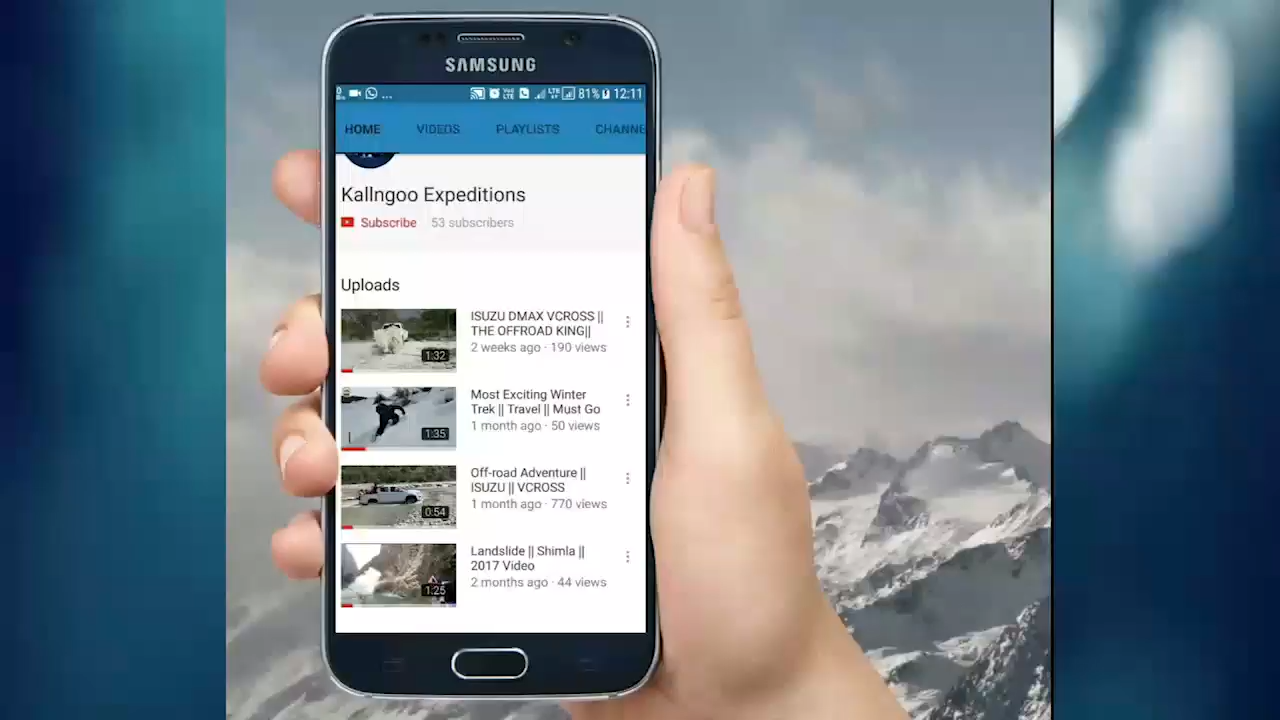 SAMSUNG
... 81% 12:11
HOME VIDEOS PLAYLISTS CHANNE
Kallngoo Expeditions
Subscribe 53 subscribers
Uploads
ISUZU DMAX VCROSS ||
THE OFFROAD KING||
2 weeks ago · 190 views
1:32
Most Exciting Winter
Trek || Travel || Must Go
1 month ago · 50 views
1:35
Off-road Adventure ||
ISUZU || VCROSS
1 month ago · 770 views
0:54
Landslide || Shimla ||
2017 Video
2 months ago · 44 views
1:25